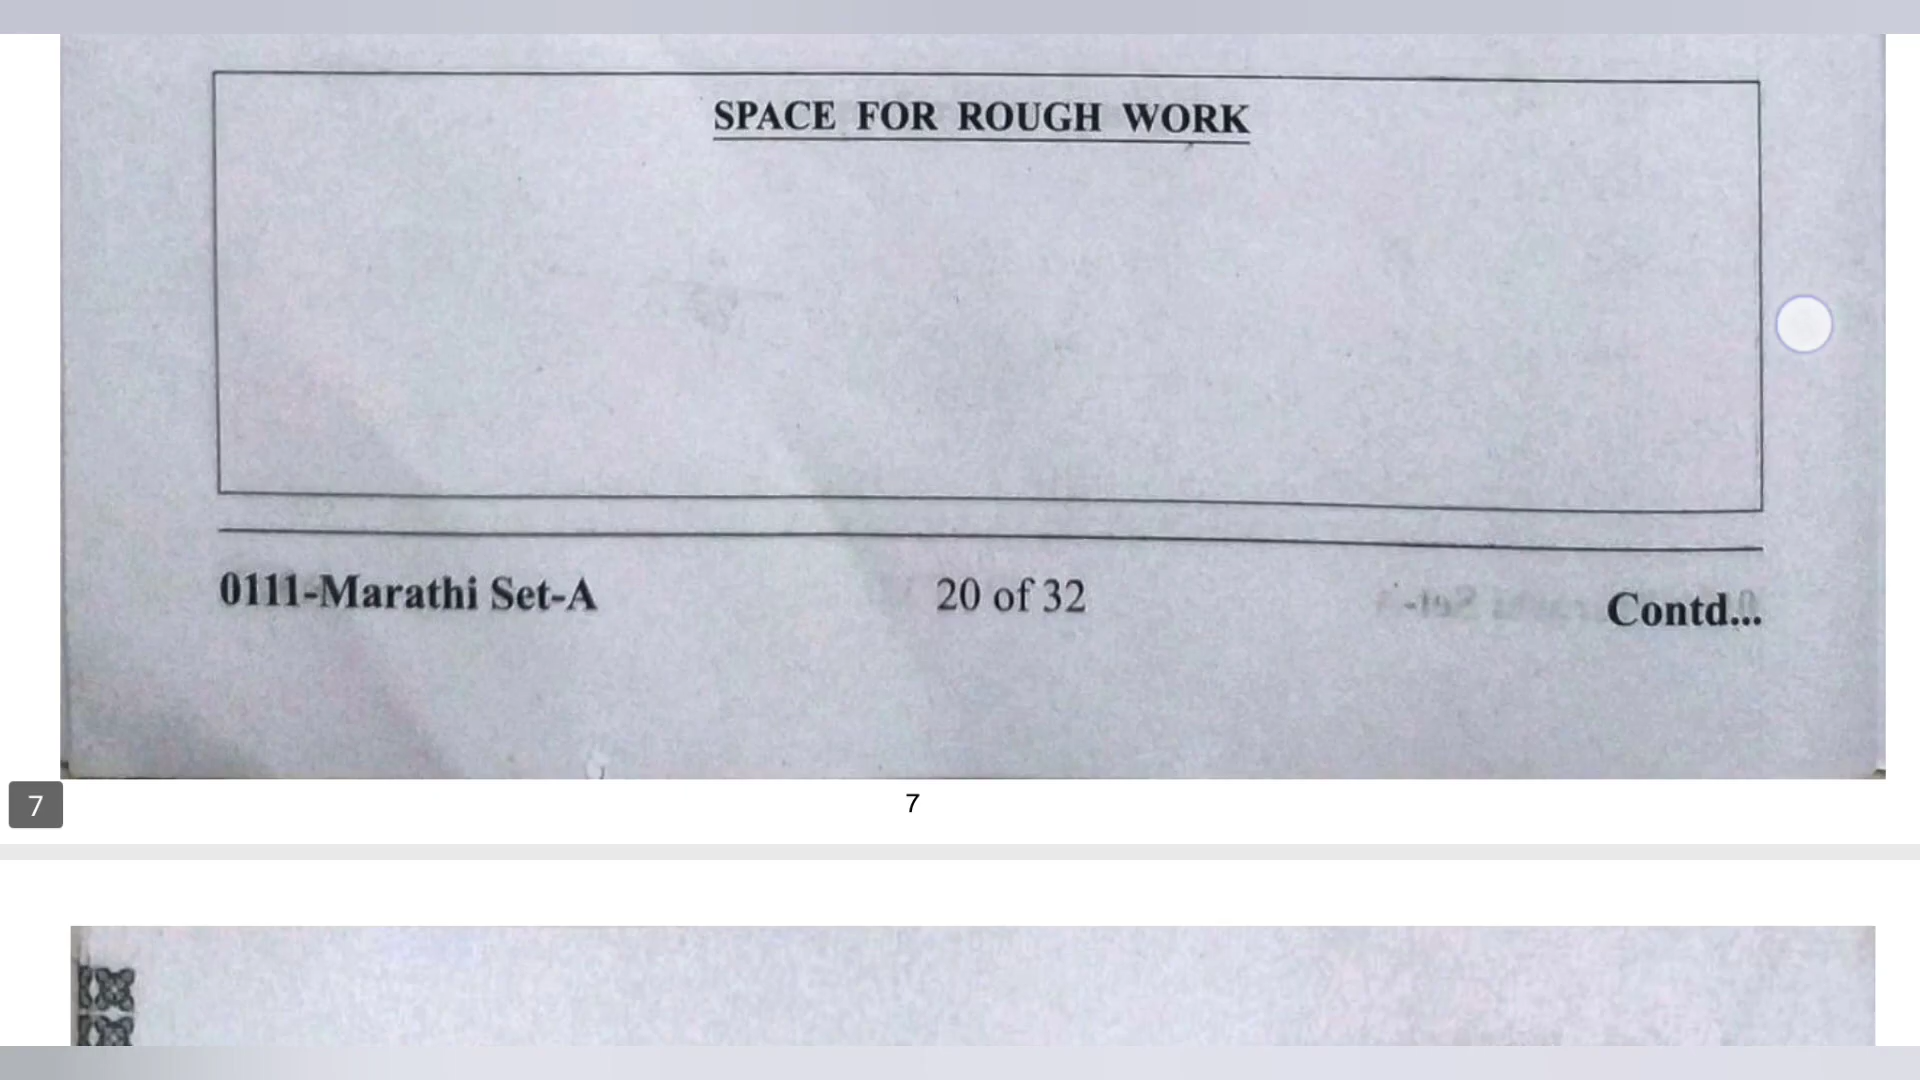 SPACE FOR ROUGH WORK
0111-Marathi Set-A 20 of 32 Contd...
7 7